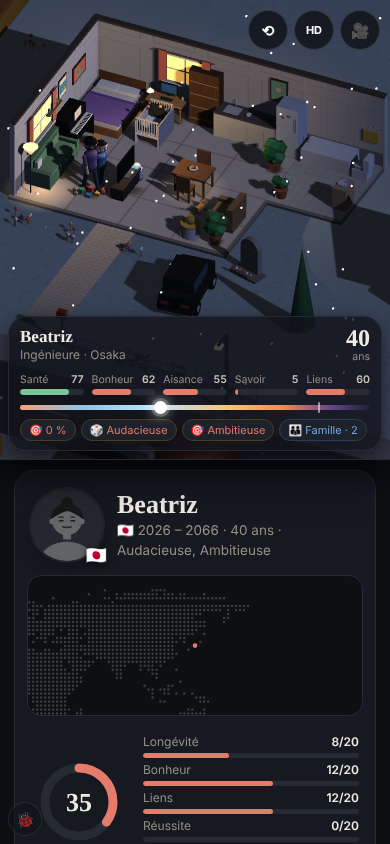 HD
Beatriz
40
Ingénieure · Osaka
ans
Santé 77 Bonheur 62 Aisance 55 Savoir 5 Liens 60
0 % Audacieuse Ambitieuse Famille · 2
Beatriz
2026 – 2066 · 40 ans ·
Audacieuse, Ambitieuse
Longévité 8/20
Bonheur 12/20
Liens 12/20
Réussite 0/20
35